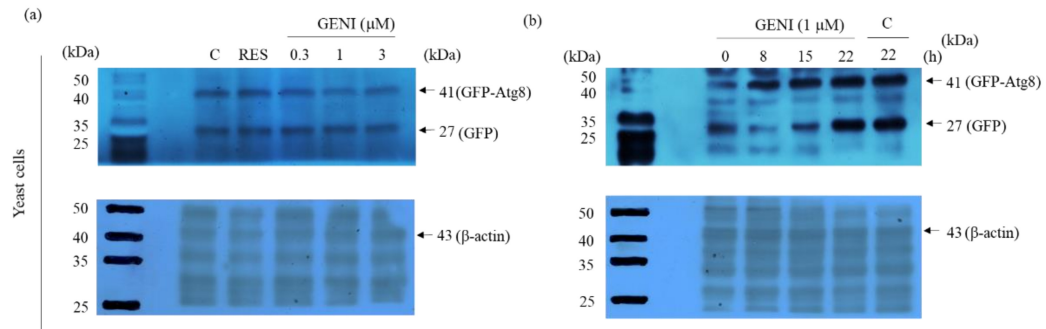 (a)
GENI (μM)
(kDa) C RES 0.3 1 3 (kDa)
50
40
35
25
41 (GFP-Atg8)
27 (GFP)
50
40
35
25
43 (β-actin)
Yeast cells
(b)
GENI (1 μM) C
(kDa)
(kDa) 0 8 15 22 22 (h)
50
40
35
25
41 (GFP-Atg8)
27 (GFP)
50
40
35
25
43 (β-actin)